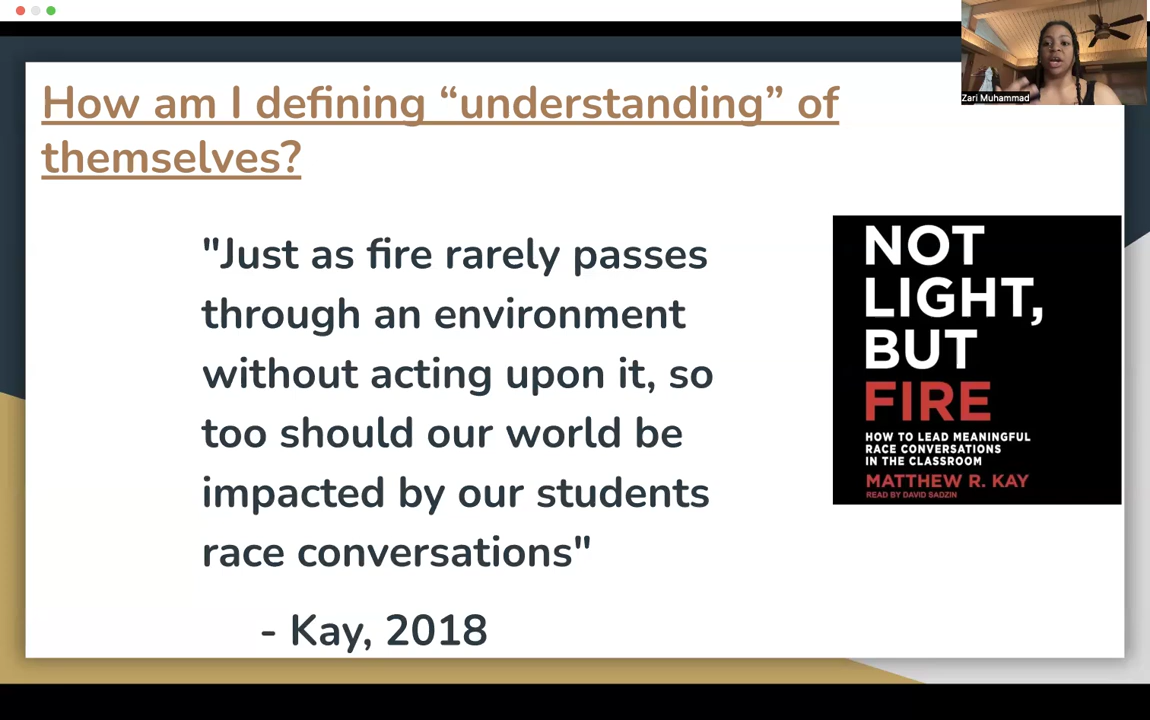 How am I defining “understanding” of
themselves?
Zari Muhammad
"Just as fire rarely passes
through an environment
without acting upon it, so
too should our world be
impacted by our students
race conversations"
- Kay, 2018
NOT
LIGHT,
BUT
FIRE
HOW TO LEAD MEANINGFUL
RACE CONVERSATIONS
IN THE CLASSROOM
MATTHEW R. KAY
READ BY DAVID SADZIN